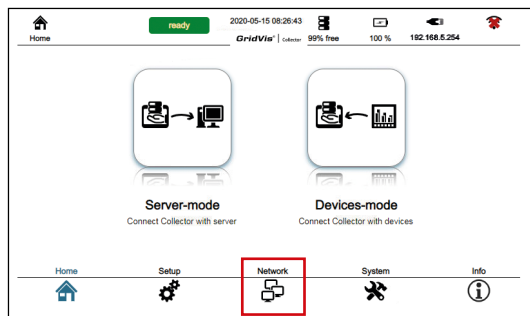 ready
2020-05-15 08:26:43
Home
GridVis® | Collector
99% free
100 %
192.168.5.254
Server-mode
Connect Collector with server
Devices-mode
Connect Collector with devices
Home
Setup
Network
System
Info